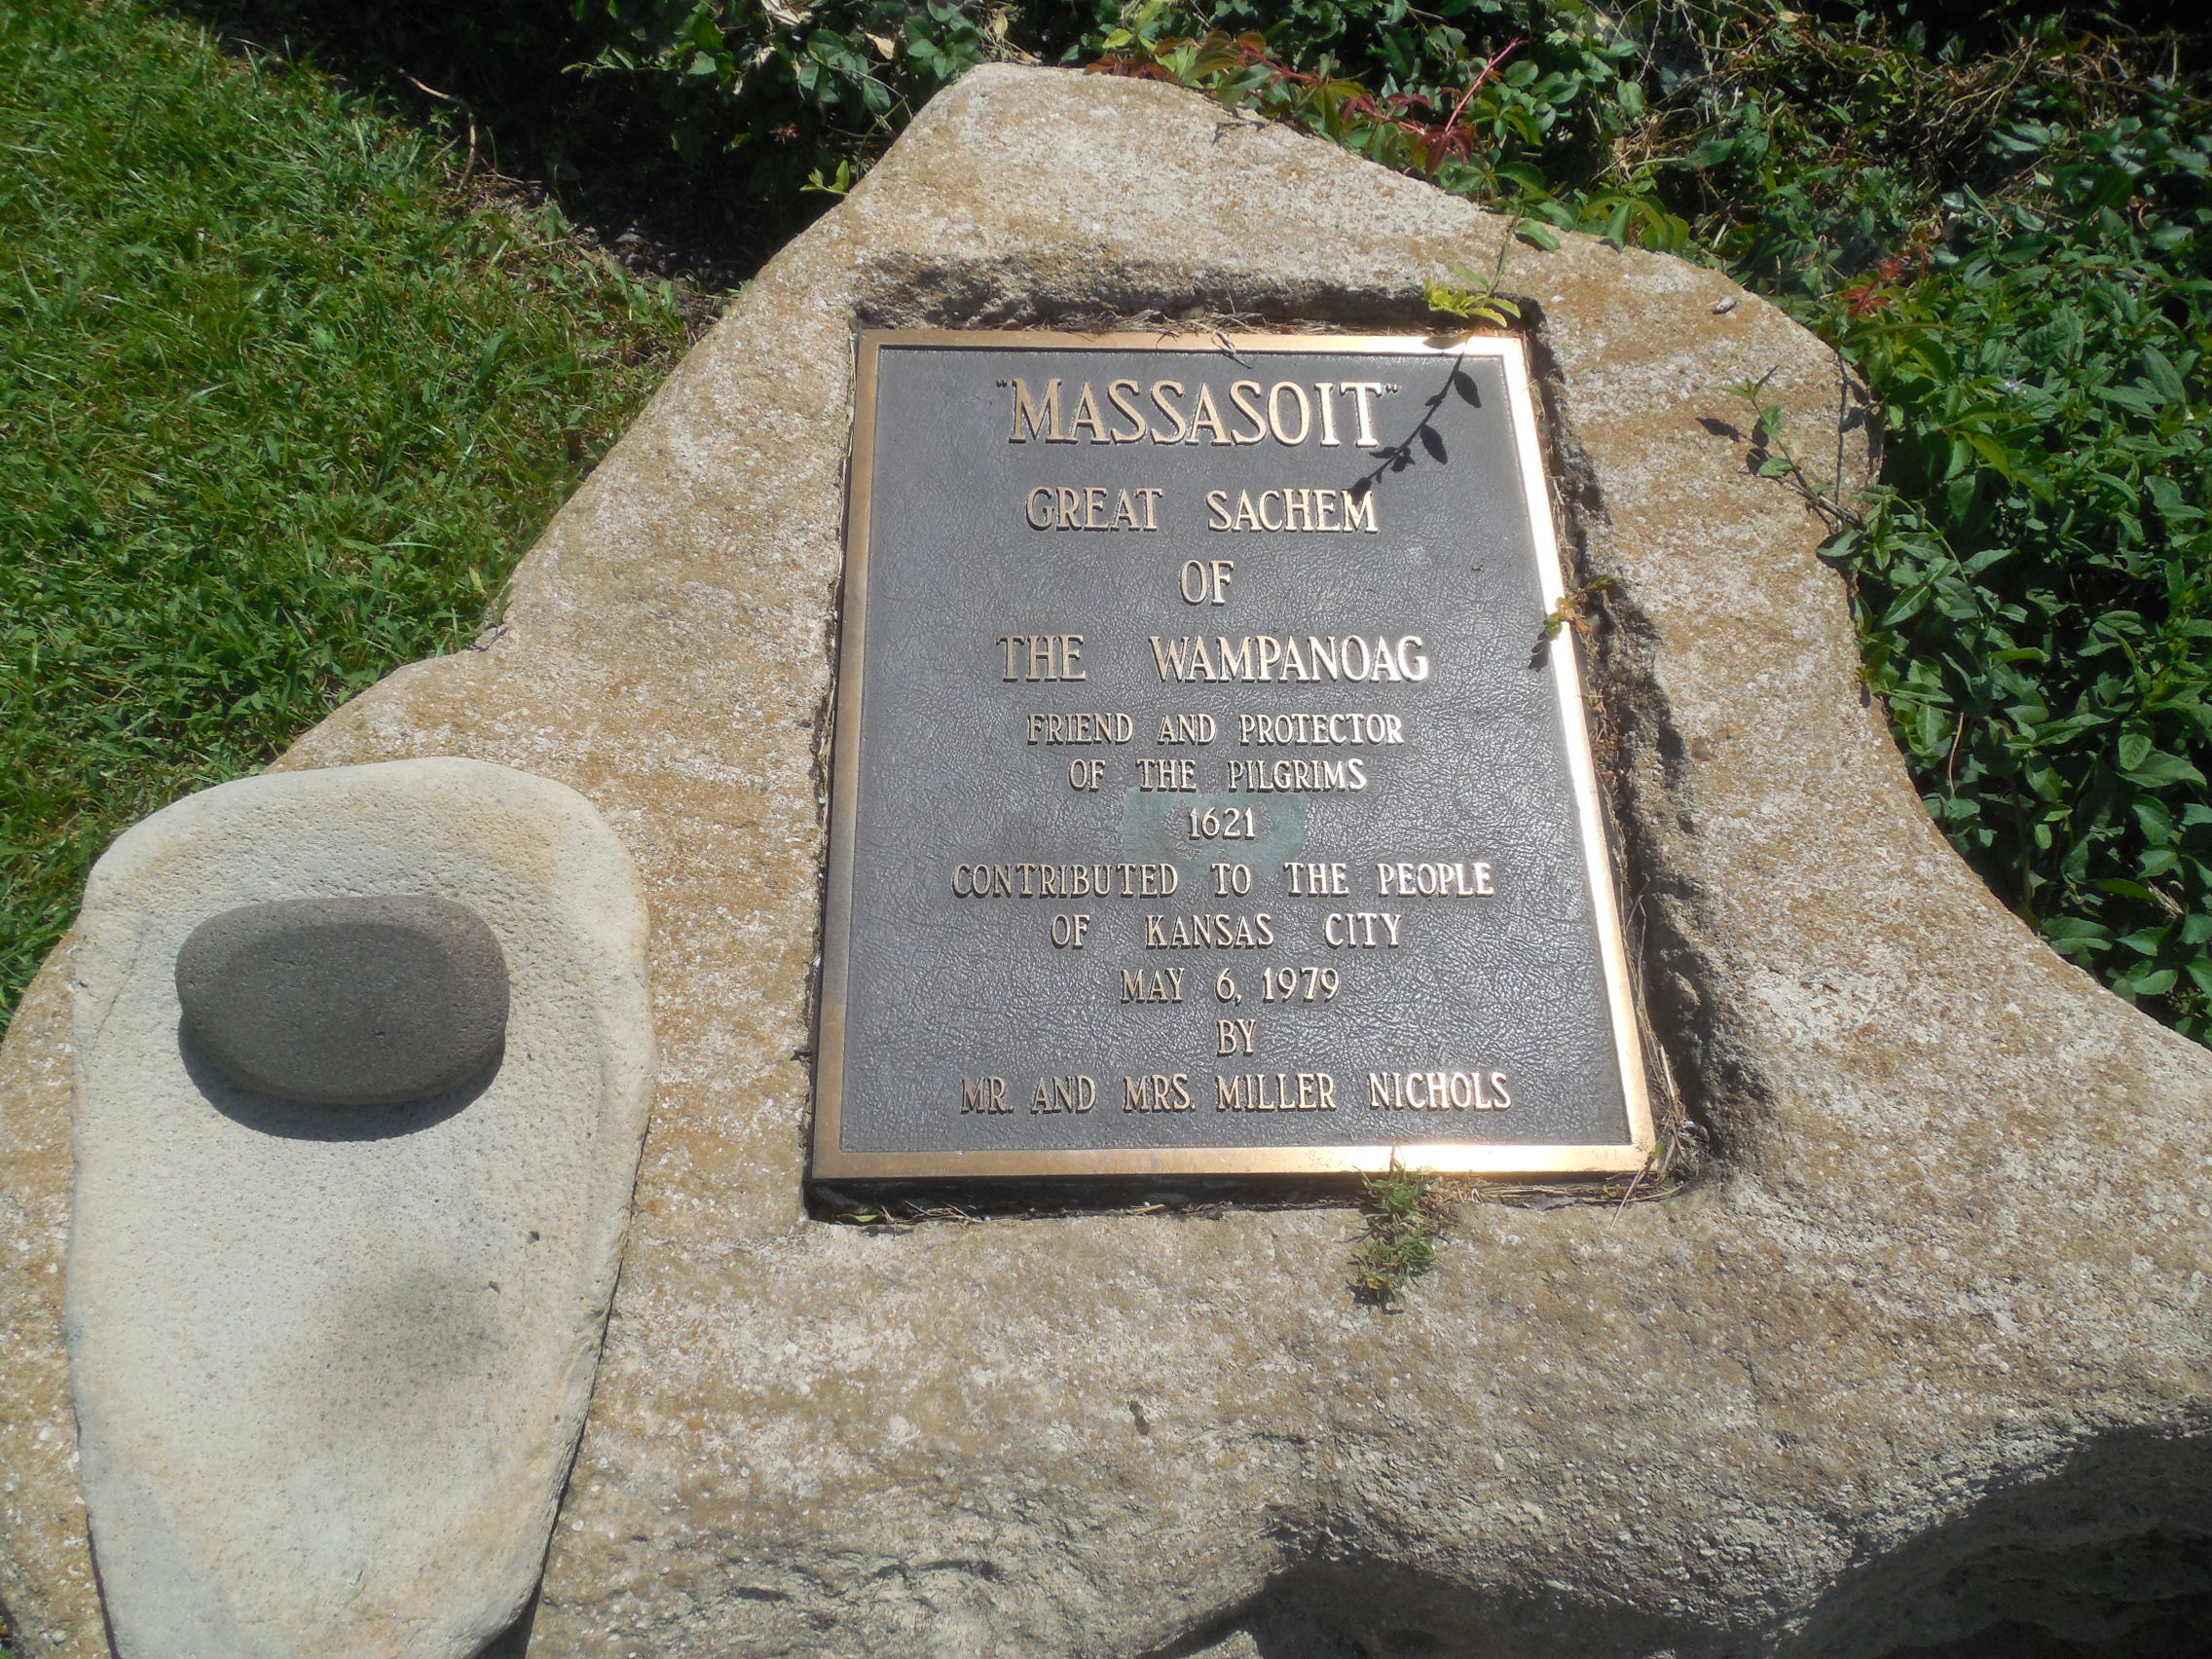 "MASSASOIT"
GREAT SACHEM
OF
THE WAMPANOAG
FRIEND AND PROTECTOR
OF THE PILGRIMS
1621
CONTRIBUTED TO THE PEOPLE
OF KANSAS CITY
MAY 6, 1979
BY
MR. AND MRS. MILLER NICHOLS